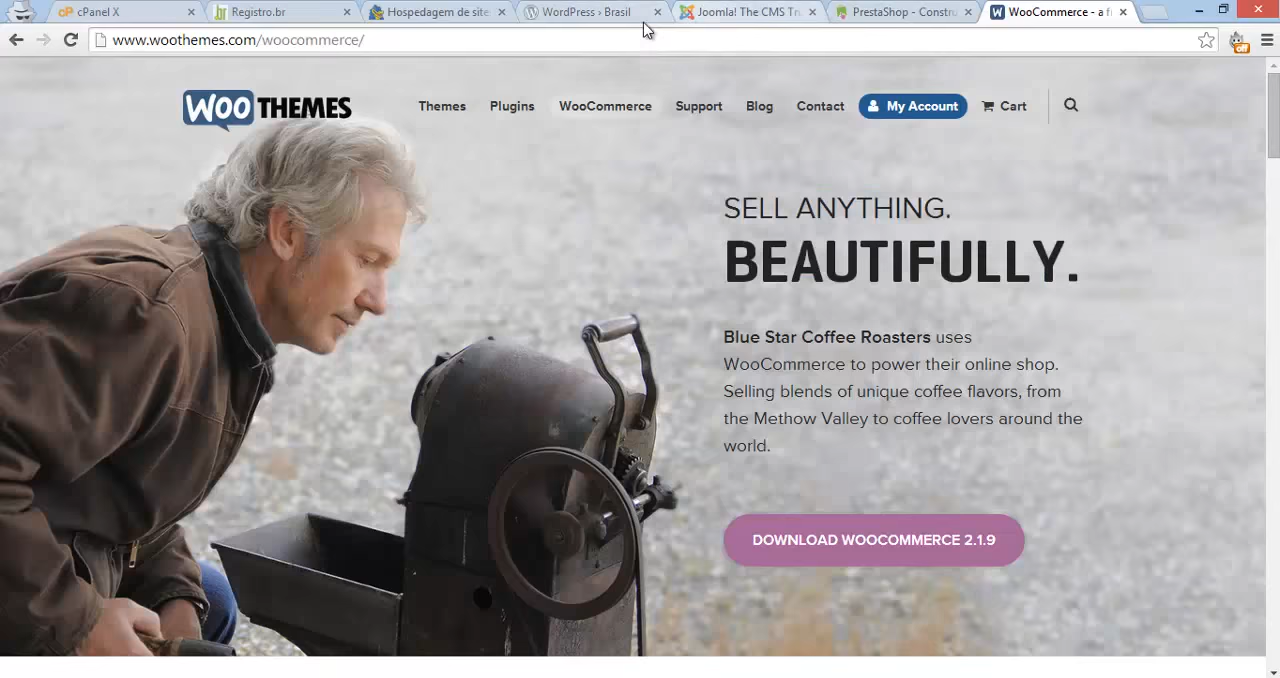 cPanel X
Registro.br
Hospedagem de site
WordPress › Brasil
Joomla! The CMS Tru
PrestaShop - Constru
WooCommerce - a f
www.woothemes.com/woocommerce/
off
WOOTHEMES
Themes
Plugins
WooCommerce
Support
Blog
Contact
My Account
Cart
SELL ANYTHING.
BEAUTIFULLY.
Blue Star Coffee Roasters uses
WooCommerce to power their online shop.
Selling blends of unique coffee flavors, from
the Methow Valley to coffee lovers around the
world.
DOWNLOAD WOOCOMMERCE 2.1.9